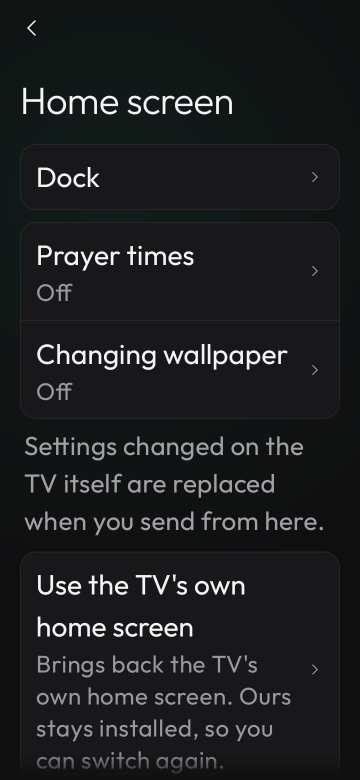 Home screen
Dock
Prayer times
Off
Changing wallpaper
Off
Settings changed on the
TV itself are replaced
when you send from here.
Use the TV's own
home screen
Brings back the TV's
own home screen. Ours
stays installed, so you
can switch again.